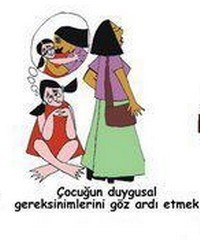 Çocuğun duygusal
gereksinimlerini göz ardı etmek